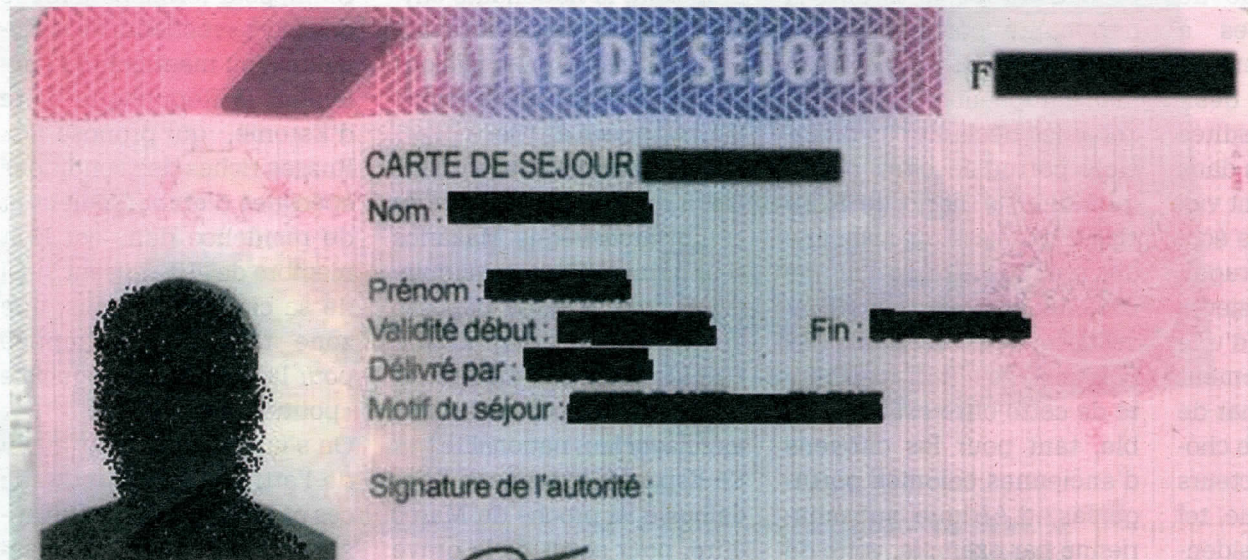 TITRE DE SÉJOUR
F
CARTE DE SEJOUR
Nom :
Prénom :
Validité début : Fin :
Délivré par :
Motif du séjour :
Signature de l'autorité :